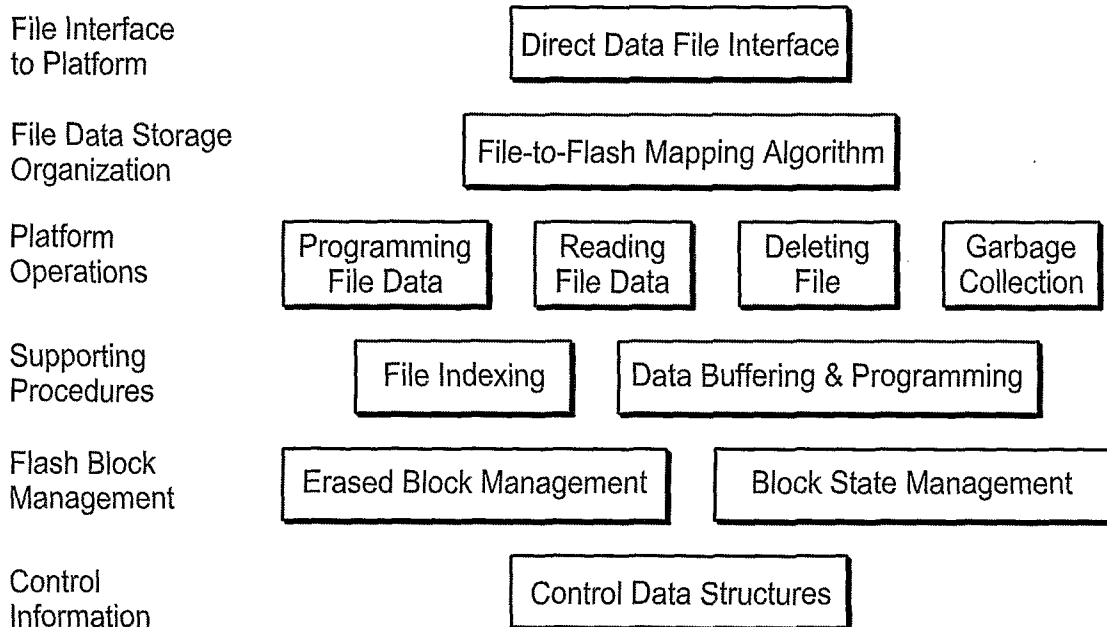 File Interface
to Platform
Direct Data File Interface
File Data Storage
Organization
File-to-Flash Mapping Algorithm
Platform
Operations
Programming
File Data
Reading
File Data
Deleting
File
Garbage
Collection
Supporting
Procedures
File Indexing
Data Buffering & Programming
Flash Block
Management
Erased Block Management
Block State Management
Control
Information
Control Data Structures